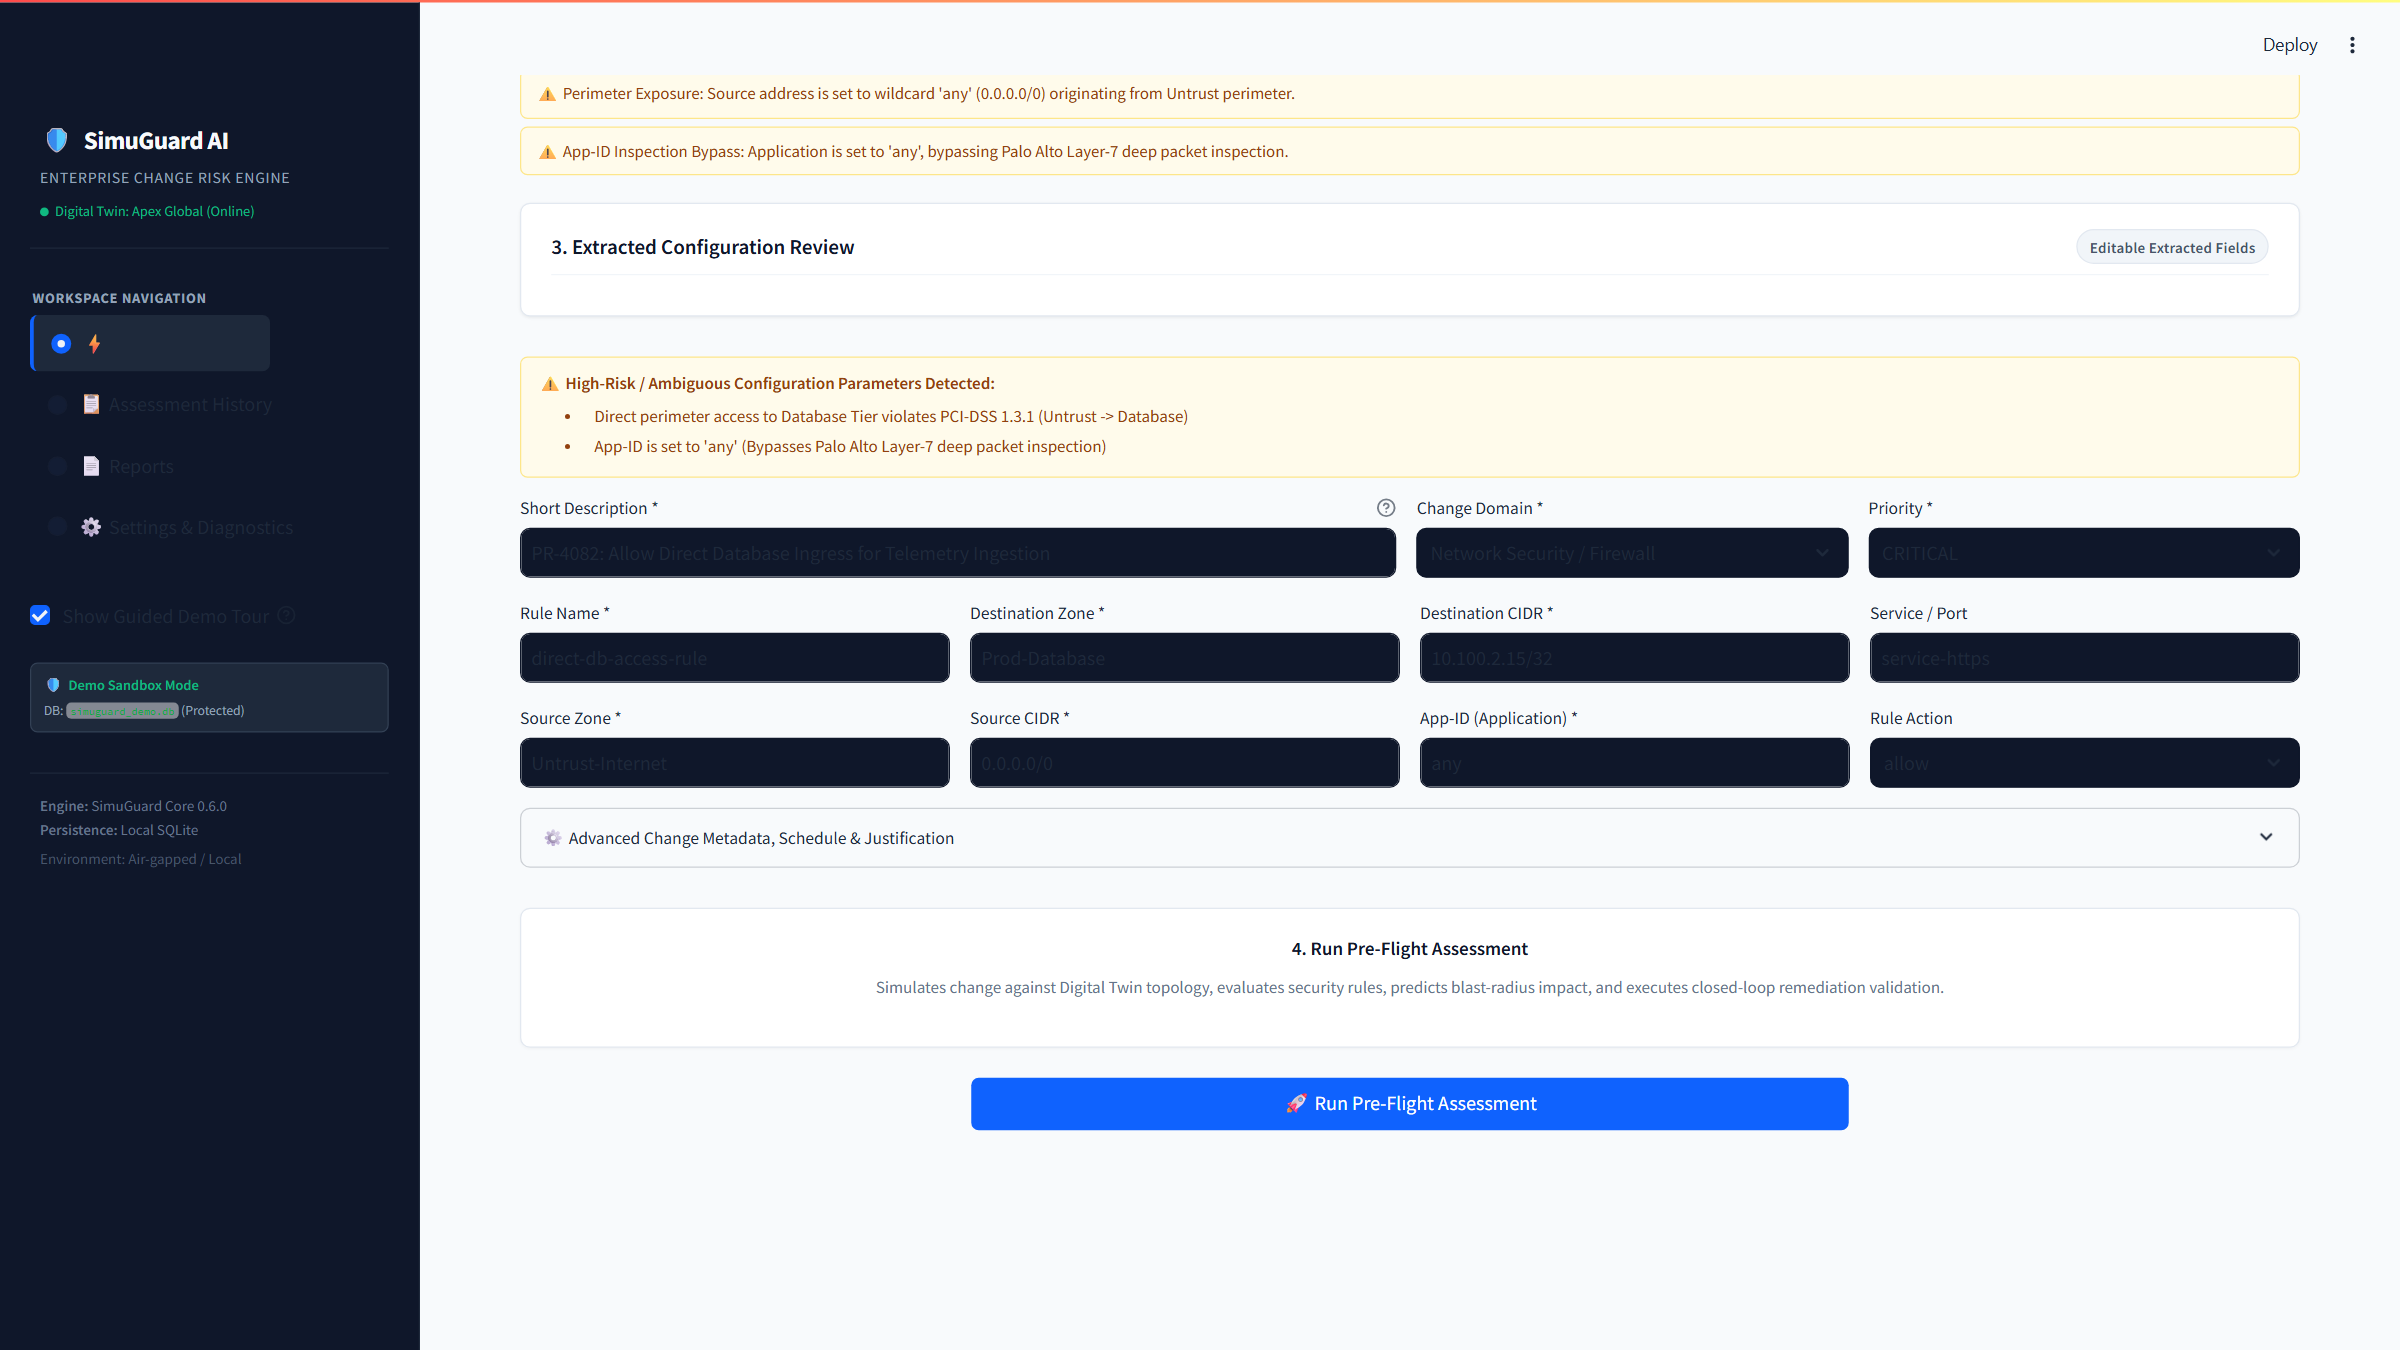 Deploy
SimuGuard AI
ENTERPRISE CHANGE RISK ENGINE
Digital Twin: Apex Global (Online)
WORKSPACE NAVIGATION
Assessment History
Reports
Settings & Diagnostics
Show Guided Demo Tour
Demo Sandbox Mode
DB: simuguard_demo.db (Protected)
Engine: SimuGuard Core 0.6.0
Persistence: Local SQLite
Environment: Air-gapped / Local
Perimeter Exposure: Source address is set to wildcard 'any' (0.0.0.0/0) originating from Untrust perimeter.
App-ID Inspection Bypass: Application is set to 'any', bypassing Palo Alto Layer-7 deep packet inspection.
3. Extracted Configuration Review
Editable Extracted Fields
High-Risk / Ambiguous Configuration Parameters Detected:
• Direct perimeter access to Database Tier violates PCI-DSS 1.3.1 (Untrust -> Database)
• App-ID is set to 'any' (Bypasses Palo Alto Layer-7 deep packet inspection)
Short Description * Change Domain * Priority *
PR-4082: Allow Direct Database Ingress for Telemetry Ingestion Network Security / Firewall CRITICAL
Rule Name * Destination Zone * Destination CIDR * Service / Port
direct-db-access-rule Prod-Database 10.100.2.15/32 service-https
Source Zone * Source CIDR * App-ID (Application) * Rule Action
Untrust-Internet 0.0.0.0/0 any allow
Advanced Change Metadata, Schedule & Justification
4. Run Pre-Flight Assessment
Simulates change against Digital Twin topology, evaluates security rules, predicts blast-radius impact, and executes closed-loop remediation validation.
Run Pre-Flight Assessment